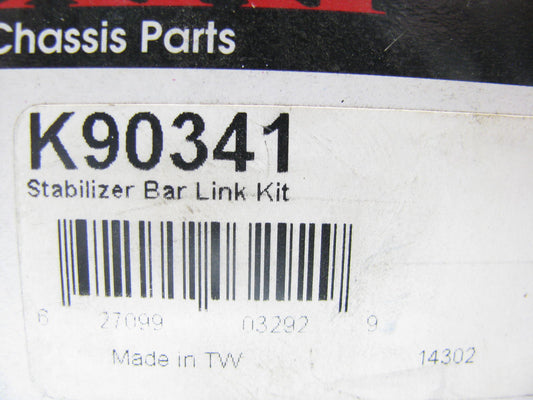 Chassis Parts
K90341
Stabilizer Bar Link Kit
6 27099 03292 9
Made in TW 14302